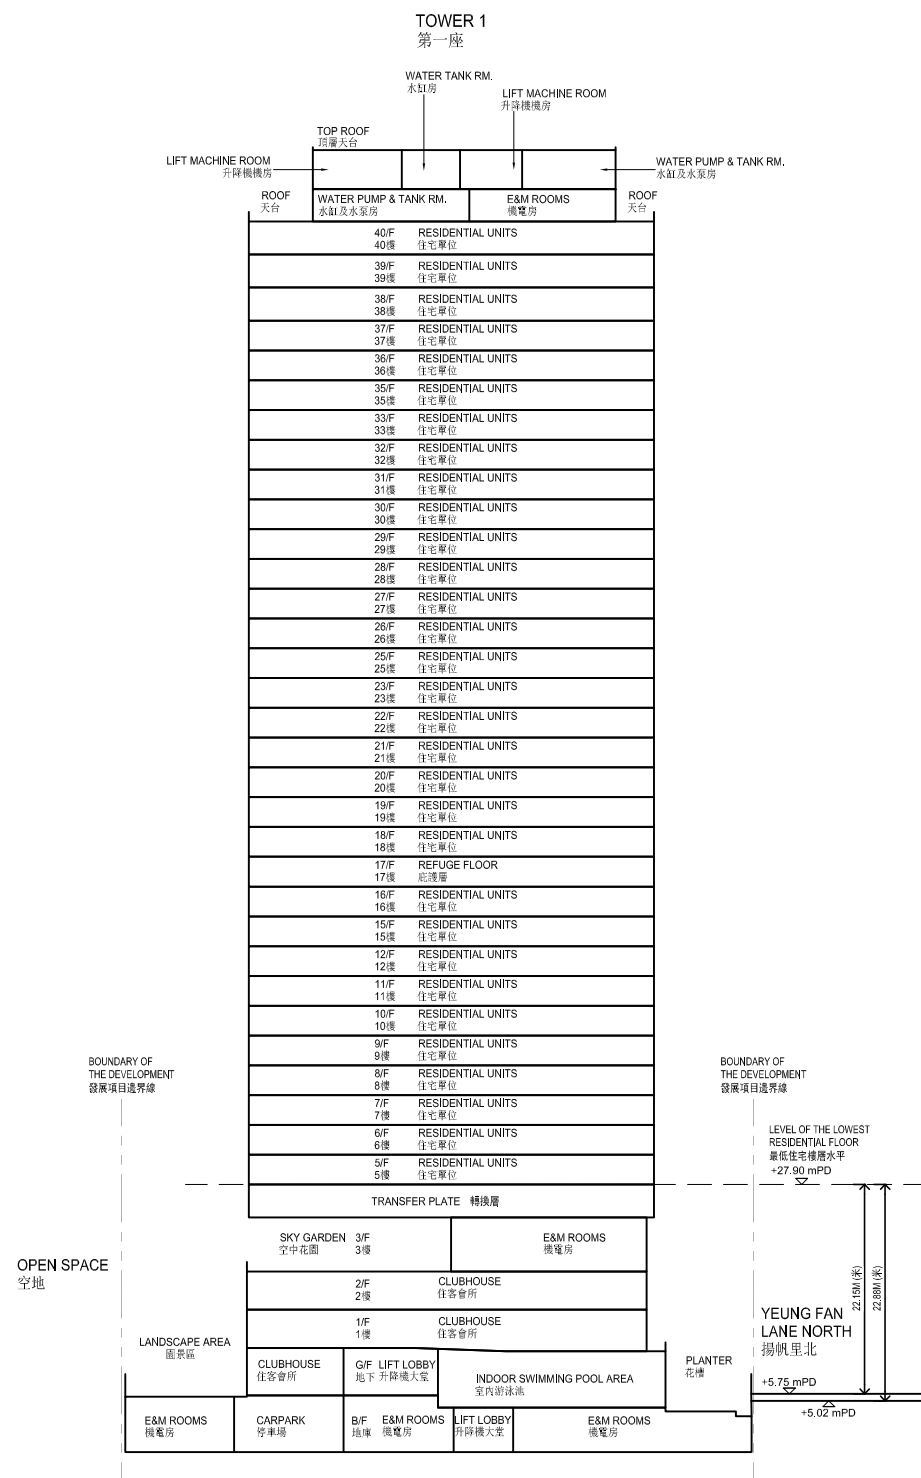 TOWER 1
第一座
WATER TANK RM.
水缸房
LIFT MACHINE ROOM
升降機機房
TOP ROOF
頂層天台
LIFT MACHINE ROOM
升降機機房
WATER PUMP & TANK RM.
水缸及水泵房
ROOF
天台
WATER PUMP & TANK RM.
水缸及水泵房
E&M ROOMS
機電房
ROOF
天台
40/F RESIDENTIAL UNITS
40樓 住宅單位
39/F RESIDENTIAL UNITS
39樓 住宅單位
38/F RESIDENTIAL UNITS
38樓 住宅單位
37/F RESIDENTIAL UNITS
37樓 住宅單位
36/F RESIDENTIAL UNITS
36樓 住宅單位
35/F RESIDENTIAL UNITS
35樓 住宅單位
33/F RESIDENTIAL UNITS
33樓 住宅單位
32/F RESIDENTIAL UNITS
32樓 住宅單位
31/F RESIDENTIAL UNITS
31樓 住宅單位
30/F RESIDENTIAL UNITS
30樓 住宅單位
29/F RESIDENTIAL UNITS
29樓 住宅單位
28/F RESIDENTIAL UNITS
28樓 住宅單位
27/F RESIDENTIAL UNITS
27樓 住宅單位
26/F RESIDENTIAL UNITS
26樓 住宅單位
25/F RESIDENTIAL UNITS
25樓 住宅單位
23/F RESIDENTIAL UNITS
23樓 住宅單位
22/F RESIDENTIAL UNITS
22樓 住宅單位
21/F RESIDENTIAL UNITS
21樓 住宅單位
20/F RESIDENTIAL UNITS
20樓 住宅單位
19/F RESIDENTIAL UNITS
19樓 住宅單位
18/F RESIDENTIAL UNITS
18樓 住宅單位
17/F REFUGE FLOOR
17樓 庇護層
16/F RESIDENTIAL UNITS
16樓 住宅單位
15/F RESIDENTIAL UNITS
15樓 住宅單位
12/F RESIDENTIAL UNITS
12樓 住宅單位
11/F RESIDENTIAL UNITS
11樓 住宅單位
10/F RESIDENTIAL UNITS
10樓 住宅單位
9/F RESIDENTIAL UNITS
9樓 住宅單位
8/F RESIDENTIAL UNITS
8樓 住宅單位
7/F RESIDENTIAL UNITS
7樓 住宅單位
6/F RESIDENTIAL UNITS
6樓 住宅單位
5/F RESIDENTIAL UNITS
5樓 住宅單位
BOUNDARY OF
THE DEVELOPMENT
發展項目邊界線
BOUNDARY OF
THE DEVELOPMENT
發展項目邊界線
LEVEL OF THE LOWEST
RESIDENTIAL FLOOR
最低住宅樓層水平
+27.90 mPD
TRANSFER PLATE 轉換層
SKY GARDEN 3/F
空中花園 3樓
E&M ROOMS
機電房
OPEN SPACE
空地
2/F CLUBHOUSE
2樓 住客會所
22.15M (米)
22.88M (米)
1/F CLUBHOUSE
1樓 住客會所
YEUNG FAN
LANE NORTH
揚帆里北
LANDSCAPE AREA
園景區
CLUBHOUSE
住客會所
G/F LIFT LOBBY
地下 升降機大堂
INDOOR SWIMMING POOL AREA
室內游泳池
PLANTER
花槽
+5.75 mPD
+5.02 mPD
E&M ROOMS
機電房
CARPARK
停車場
B/F E&M ROOMS
地庫 機電房
LIFT LOBBY
升降機大堂
E&M ROOMS
機電房